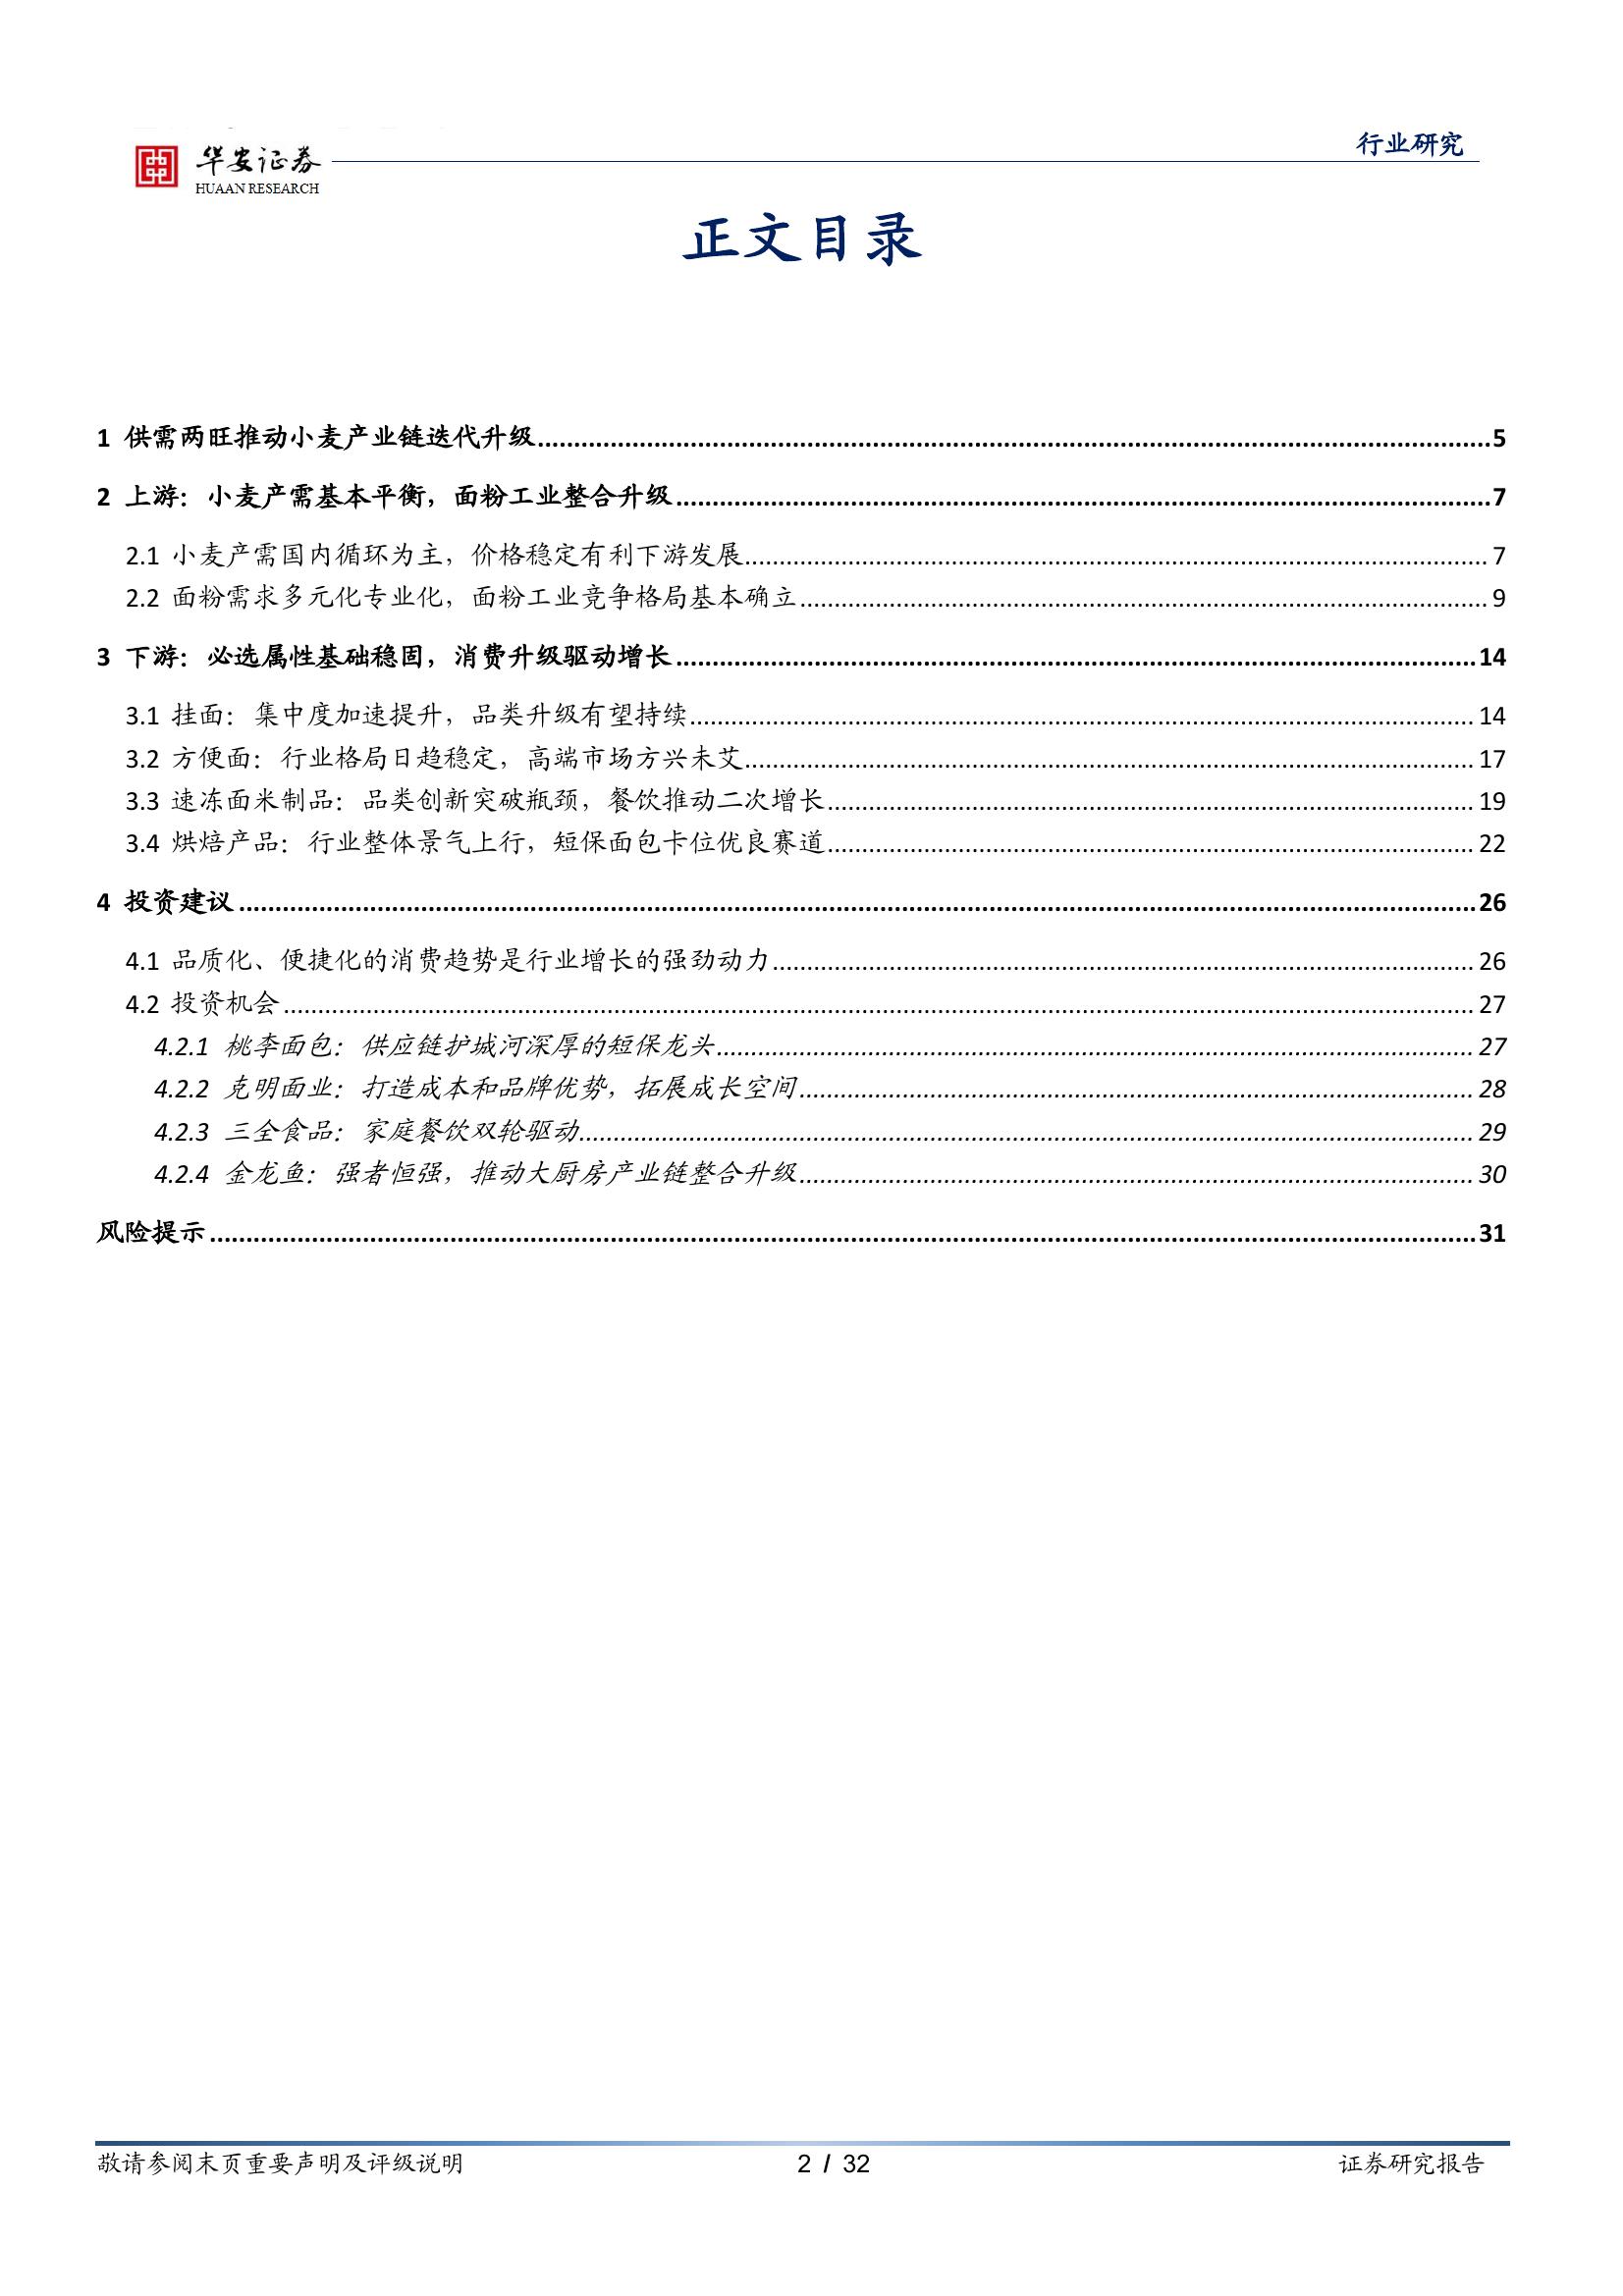 华安证券
HUAAN RESEARCH
行业研究
正文目录
1 供需两旺推动小麦产业链迭代升级 5
2 上游：小麦产需基本平衡，面粉工业整合升级 7
2.1 小麦产需国内循环为主，价格稳定有利下游发展 7
2.2 面粉需求多元化专业化，面粉工业竞争格局基本确立 9
3 下游：必选属性基础稳固，消费升级驱动增长 14
3.1 挂面：集中度加速提升，品类升级有望持续 14
3.2 方便面：行业格局日趋稳定，高端市场方兴未艾 17
3.3 速冻面米制品：品类创新突破瓶颈，餐饮推动二次增长 19
3.4 烘焙产品：行业整体景气上行，短保面包卡位优良赛道 22
4 投资建议 26
4.1 品质化、便捷化的消费趋势是行业增长的强劲动力 26
4.2 投资机会 27
4.2.1 桃李面包：供应链护城河深厚的短保龙头 27
4.2.2 克明面业：打造成本和品牌优势，拓展成长空间 28
4.2.3 三全食品：家庭餐饮双轮驱动 29
4.2.4 金龙鱼：强者恒强，推动大厨房产业链整合升级 30
风险提示 31
敬请参阅末页重要声明及评级说明
2 / 32
证券研究报告